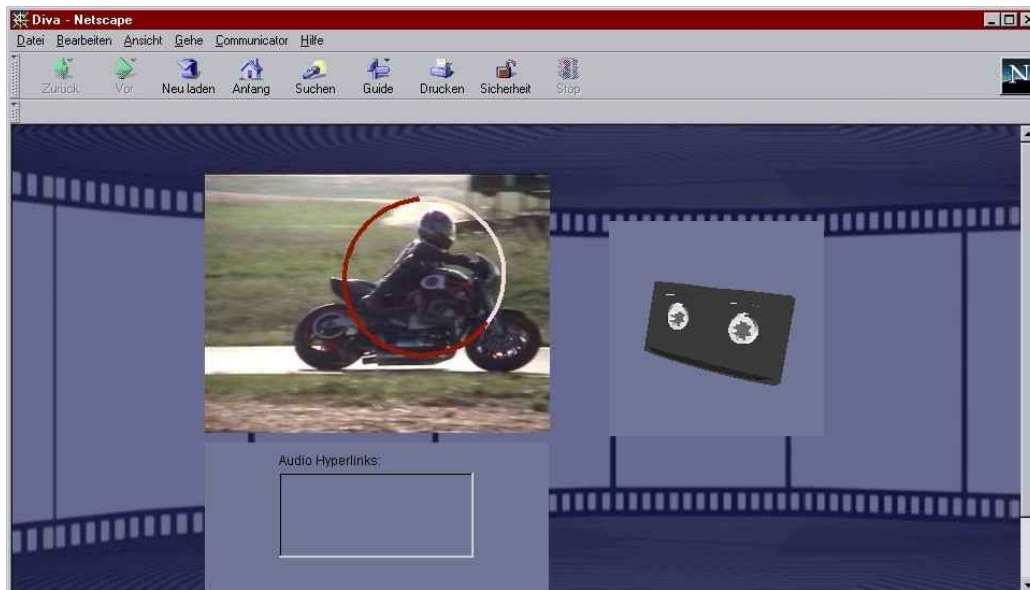 Diva - Netscape
Datei Bearbeiten Ansicht Gehe Communicator Hilfe
Zurück Vor Neu laden Anfang Suchen Guide Drucken Sicherheit Stop
N
Audio Hyperlinks: